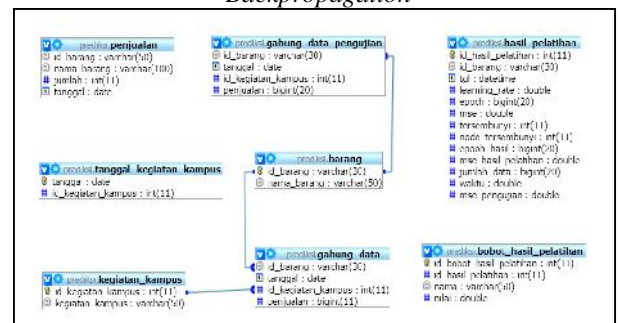 Backpropagation
prediksi.penjualan
id_barang : varchar(50)
nama_barang : varchar(100)
jumlah : int(11)
tanggal : date
prediksi.gabung_data_pengujian
id_barang : varchar(30)
tanggal : date
id_kegiatan_kampus : int(11)
penjualan : bigint(20)
prediksi.hasil_pelatihan
id_hasil_pelatihan : int(11)
id_barang : varchar(30)
tgl : datetime
learning_rate : double
epoch : bigint(20)
mse : double
tersembunyi : int(11)
node_tersembunyi : int(11)
epoch_hasil : bigint(20)
mse_hasil_pelatihan : double
jumlah_data : bigint(20)
waktu : double
mse_pengujian : double
prediksi.tanggal_kegiatan_kampus
tanggal : date
id_kegiatan_kampus : int(11)
prediksi.barang
id_barang : varchar(30)
nama_barang : varchar(50)
prediksi.kegiatan_kampus
id_kegiatan_kampus : int(11)
kegiatan_kampus : varchar(50)
prediksi.gabung_data
id_barang : varchar(30)
tanggal : date
id_kegiatan_kampus : int(11)
penjualan : bigint(11)
prediksi.bobot_hasil_pelatihan
id_bobot_hasil_pelatihan : int(11)
id_hasil_pelatihan : int(11)
nama : varchar(50)
nilai : double